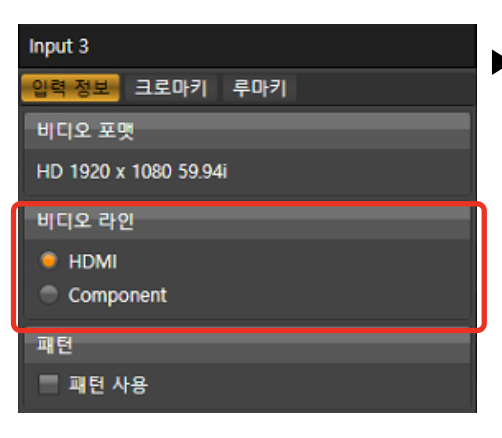 Input 3
입력 정보 크로마키 루마키
비디오 포맷
HD 1920 x 1080 59.94i
비디오 라인
HDMI
Component
패턴
패턴 사용